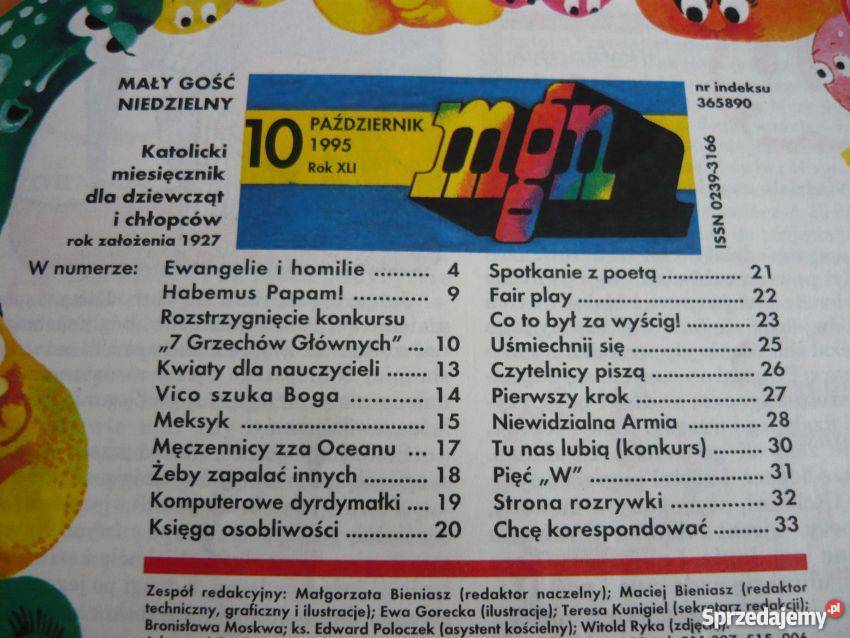 MAŁY GOŚĆ
NIEDZIELNY
Katolicki
miesięcznik
dla dziewcząt
i chłopców
rok założenia 1927
10
PAŹDZIERNIK
1995
Rok XLI
mgn
nr indeksu
365890
ISSN 0239-3166
W numerze:
Ewangelie i homilie ........ 4
Habemus Papam! ........... 9
Rozstrzygnięcie konkursu
„7 Grzechów Głównych” ... 10
Kwiaty dla nauczycieli ....... 13
Vico szuka Boga ........... 14
Meksyk ............................ 15
Męczennicy zza Oceanu ... 17
Żeby zapalać innych ......... 18
Komputerowe dyrdymałki .... 19
Księga osobliwości .............. 20
Spotkanie z poetą .............. 21
Fair play ............................ 22
Co to był za wyścig! ........... 23
Uśmiechnij się ................... 25
Czytelnicy piszą ................. 26
Pierwszy krok .................... 27
Niewidzialna Armia ........... 28
Tu nas lubią (konkurs) ........ 30
Pięć „W” ........................... 31
Strona rozrywki ................ 32
Chcę korespondować .......... 33
Zespół redakcyjny: Małgorzata Bieniasz (redaktor naczelny); Maciej Bieniasz (redaktor
techniczny, graficzny i ilustracje); Ewa Gorecka (ilustracje); Teresa Kunigiel (sekretarz redakcji);
Bronisława Moskwa; ks. Edward Poloczek (asystent kościelny); Witold Ryka (zdjęcia).
Sprzedajemy.pl